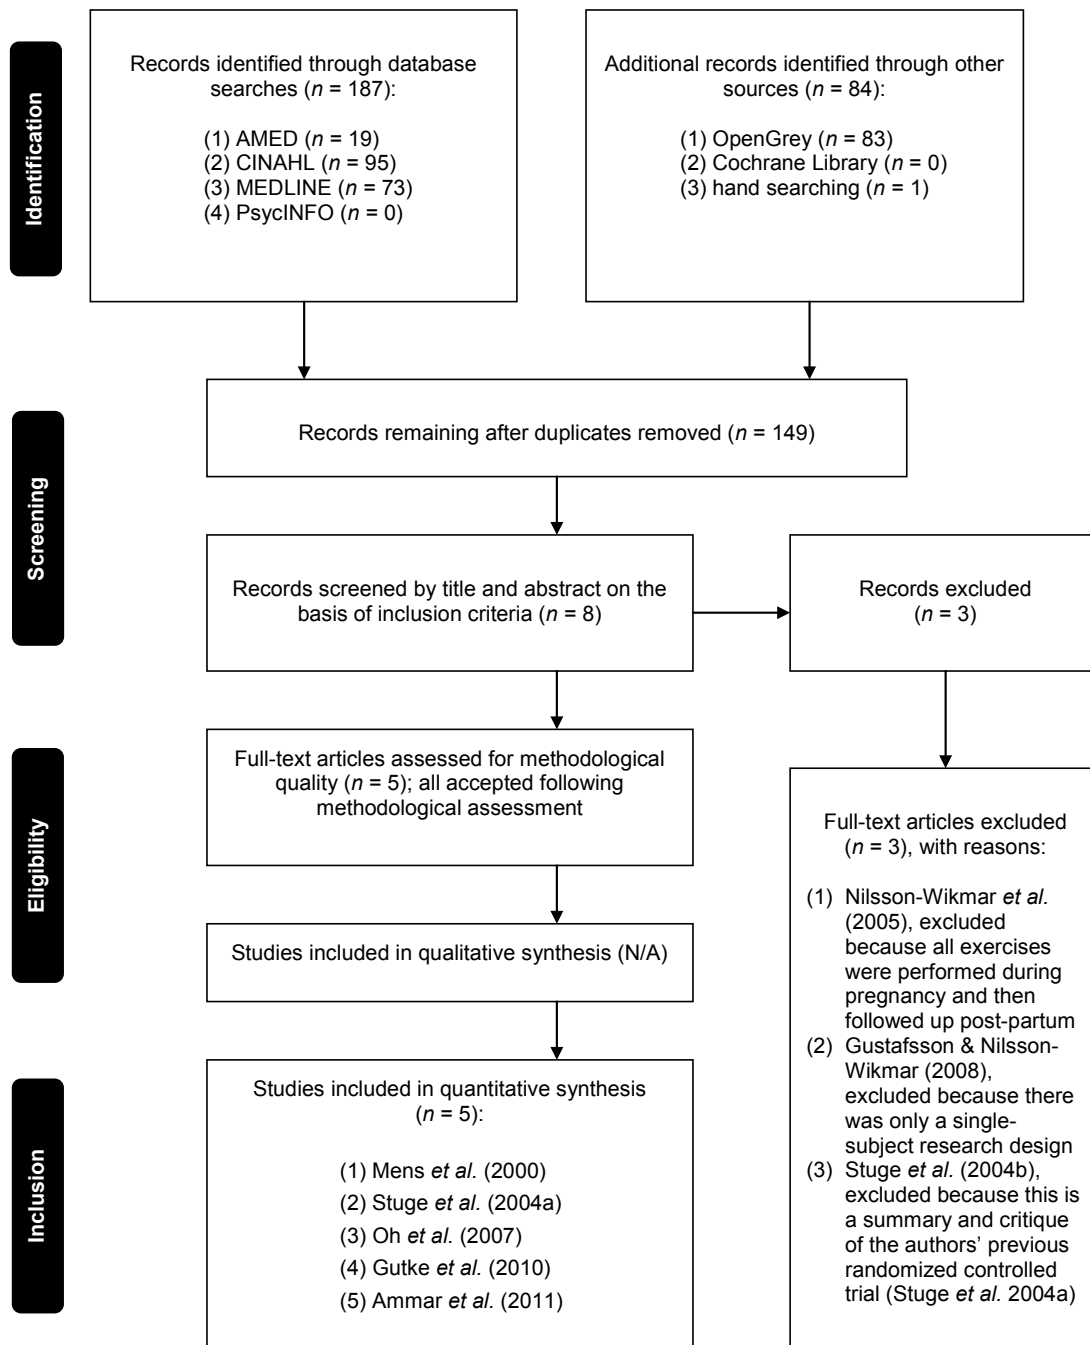 Identification
Records identified through database
searches (n = 187):
(1) AMED (n = 19)
(2) CINAHL (n = 95)
(3) MEDLINE (n = 73)
(4) PsycINFO (n = 0)
Additional records identified through other
sources (n = 84):
(1) OpenGrey (n = 83)
(2) Cochrane Library (n = 0)
(3) hand searching (n = 1)
Screening
Records remaining after duplicates removed (n = 149)
Records screened by title and abstract on the
basis of inclusion criteria (n = 8)
Records excluded
(n = 3)
Eligibility
Full-text articles assessed for methodological
quality (n = 5); all accepted following
methodological assessment
Studies included in qualitative synthesis (N/A)
Full-text articles excluded
(n = 3), with reasons:
(1) Nilsson-Wikmar et al.
(2005), excluded
because all exercises
were performed during
pregnancy and then
followed up post-partum
(2) Gustafsson & Nilsson-
Wikmar (2008),
excluded because there
was only a single-
subject research design
(3) Stuge et al. (2004b),
excluded because this is
a summary and critique
of the authors' previous
randomized controlled
trial (Stuge et al. 2004a)
Inclusion
Studies included in quantitative synthesis
(n = 5):
(1) Mens et al. (2000)
(2) Stuge et al. (2004a)
(3) Oh et al. (2007)
(4) Gutke et al. (2010)
(5) Ammar et al. (2011)